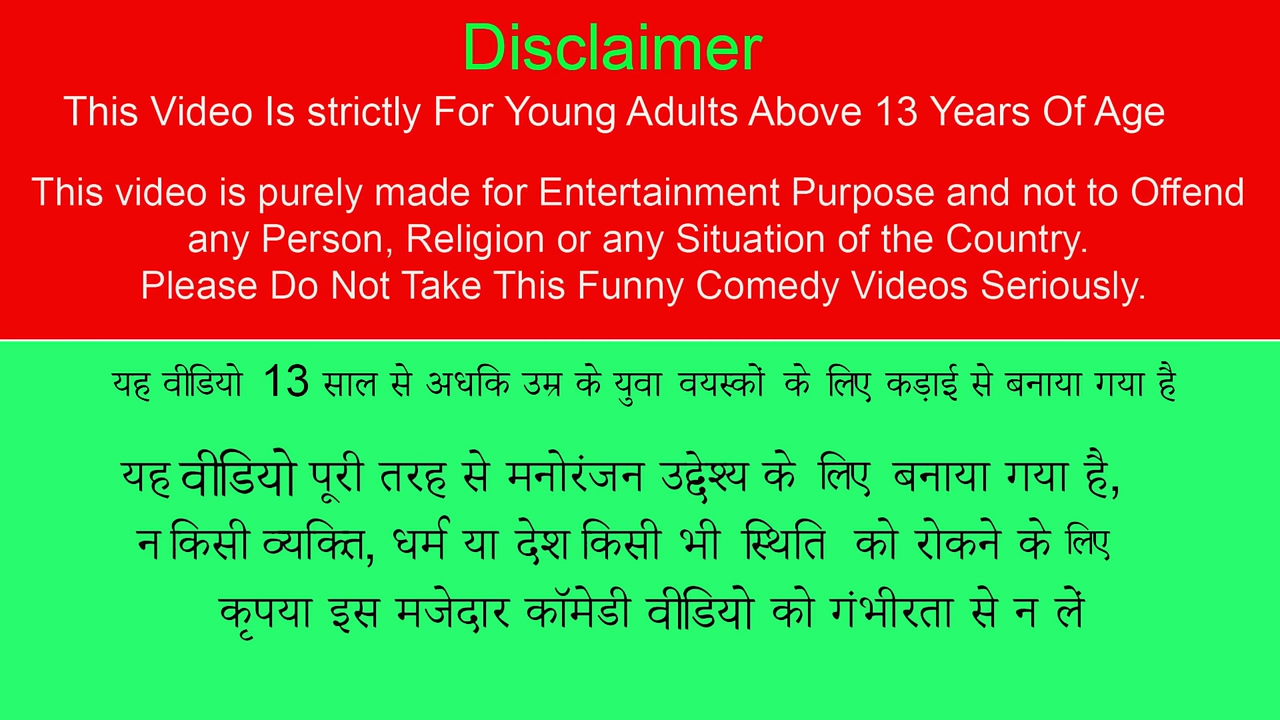 Disclaimer
This Video Is strictly For Young Adults Above 13 Years Of Age
This video is purely made for Entertainment Purpose and not to Offend
any Person, Religion or any Situation of the Country.
Please Do Not Take This Funny Comedy Videos Seriously.
यह वीडियो 13 साल से अधकि उम्र के युवा वयस्कों के लिए कड़ाई से बनाया गया है
यह वीडियो पूरी तरह से मनोरंजन उद्देश्य के लिए बनाया गया है,
न किसी व्यक्ति, धर्म या देश किसी भी स्थिति को रोकने के लिए
कृपया इस मजेदार कॉमेडी वीडियो को गंभीरता से न लें